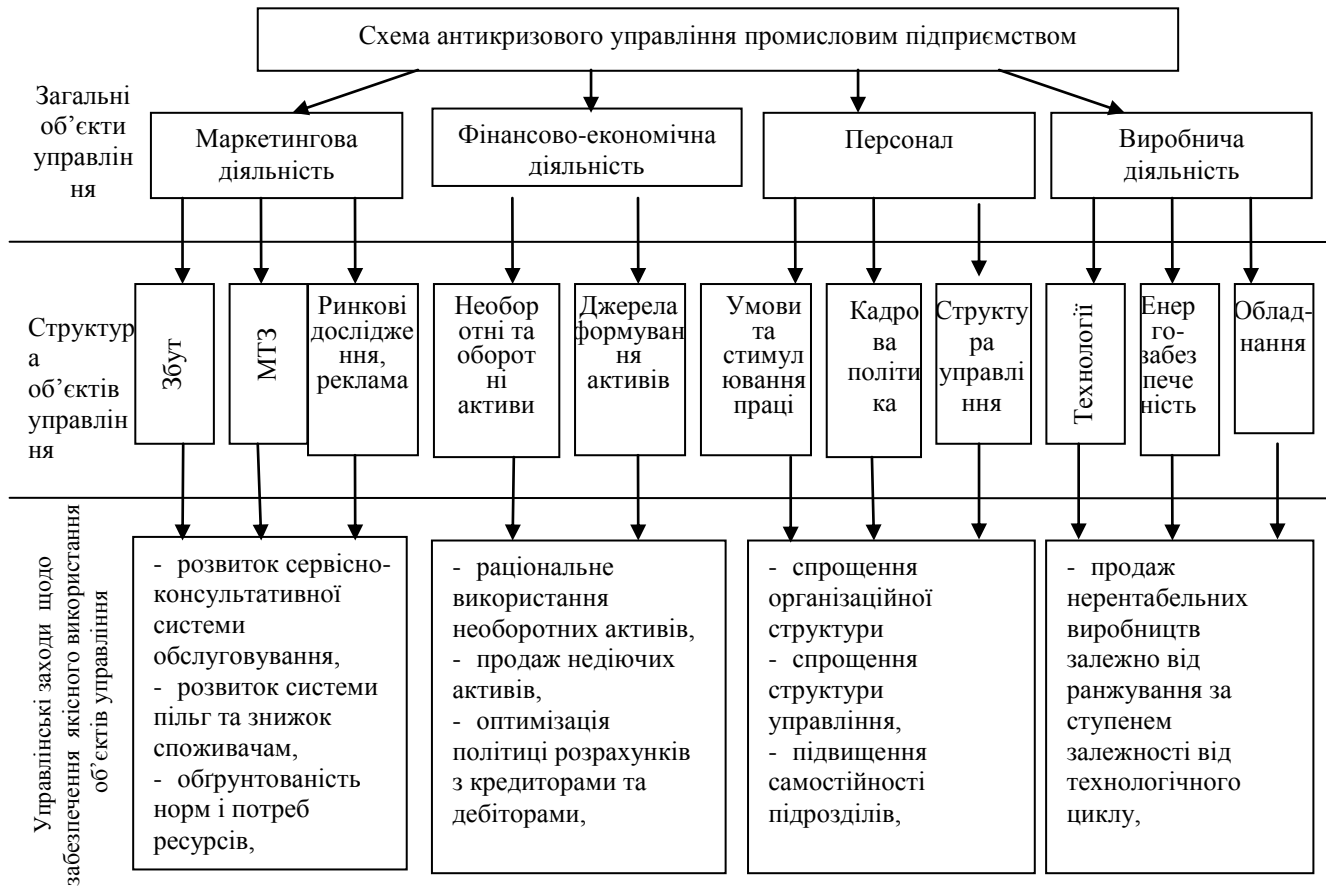 Схема антикризового управління промисловим підприємством
Загальні
об’єкти
управлін
ня
Маркетингова
діяльність
Фінансово-економічна
діяльність
Персонал
Виробнича
діяльність
Структур
а
об’єктів
управлін
ня
Збут
МТЗ
Ринкові
дослідже
ння,
реклама
Необор
отні та
оборот
ні
активи
Джерела
формуван
ня
активів
Умови
та
стимул
ювання
праці
Кадро
ва
політи
ка
Структу
ра
управлі
ння
Технології
Енер
го-
забез
пече
ність
Облад-
нання
Управлінські заходи щодо
забезпечення якісного використання
об’єктів управління
- розвиток сервісно-
консультативної
системи
обслуговування,
- розвиток системи
пільг та знижок
споживачам,
- обґрунтованість
норм і потреб
ресурсів,
- раціональне
використання
необоротних активів,
- продаж недіючих
активів,
- оптимізація
політиці розрахунків
з кредиторами та
дебіторами,
- спрощення
організаційної
структури
- спрощення
структури
управління,
- підвищення
самостійності
підрозділів,
- продаж
нерентабельних
виробництв
залежно від
ранжування за
ступенем
залежності від
технологічного
циклу,